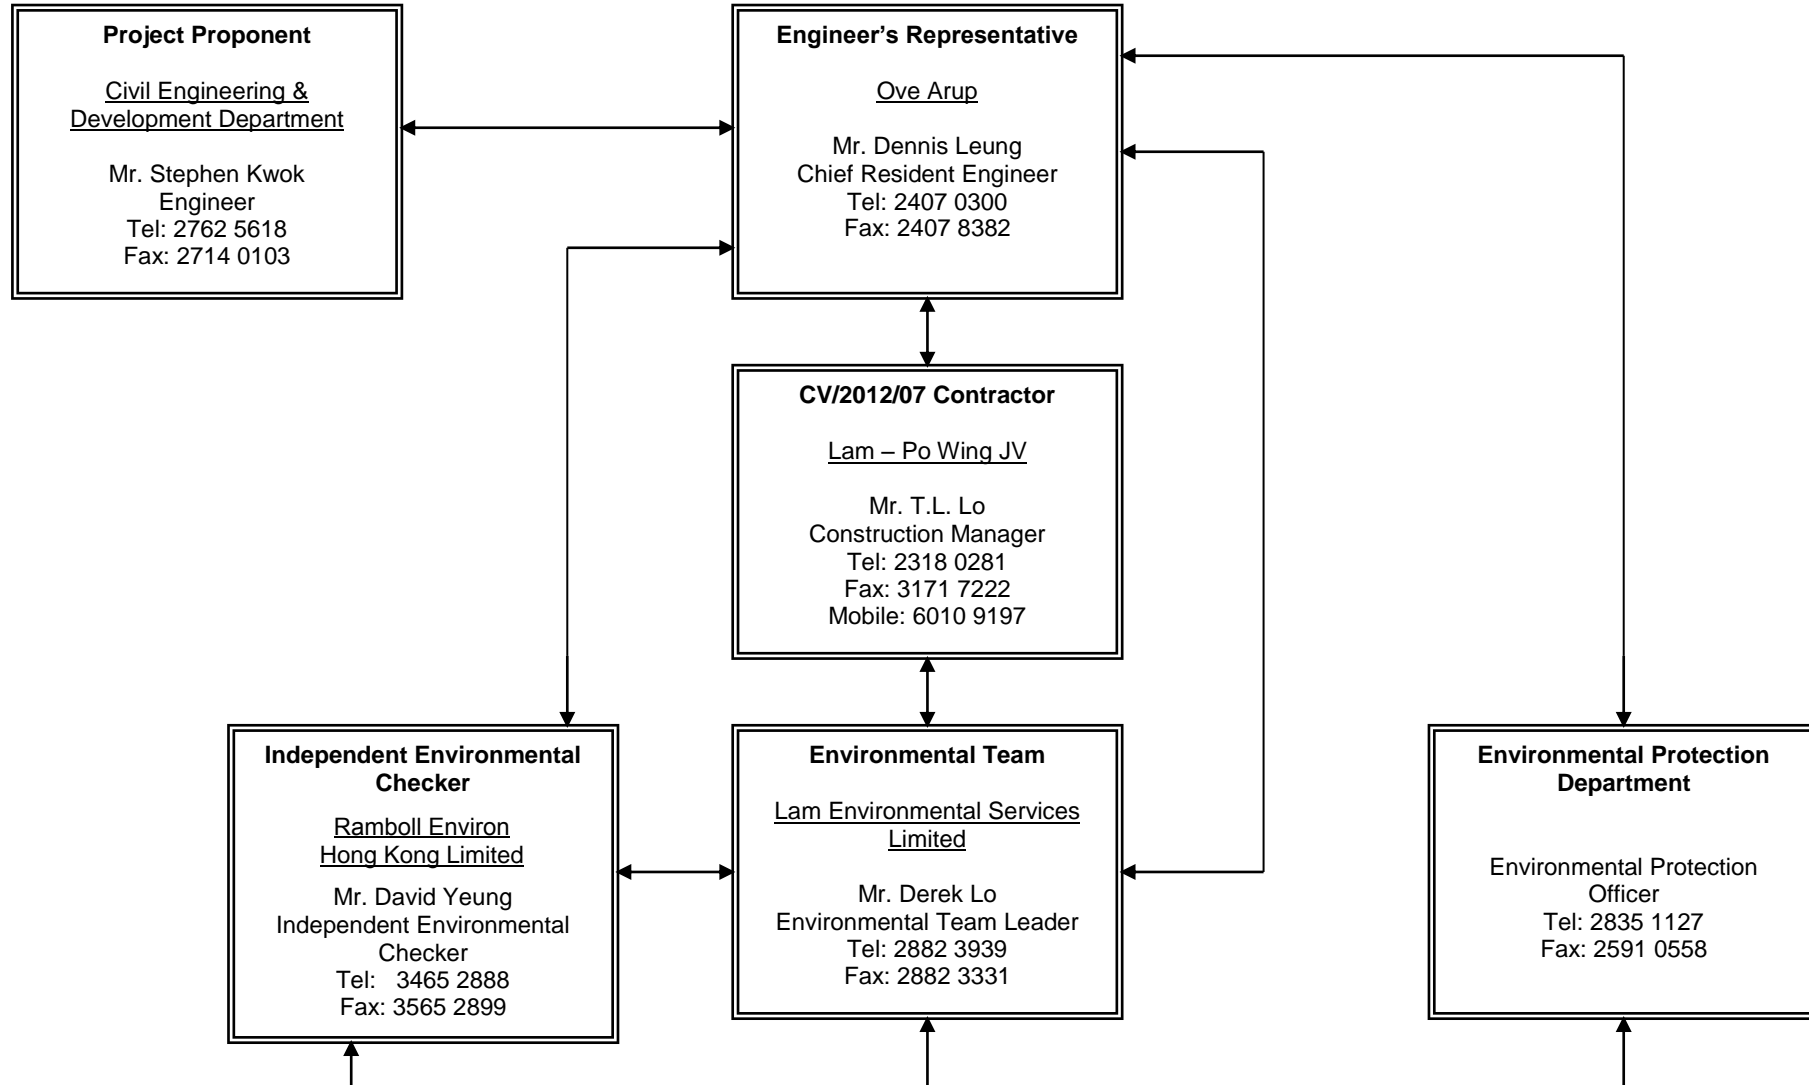 Project Proponent
Civil Engineering &
Development Department
Mr. Stephen Kwok
Engineer
Tel: 2762 5618
Fax: 2714 0103
Engineer’s Representative
Ove Arup
Mr. Dennis Leung
Chief Resident Engineer
Tel: 2407 0300
Fax: 2407 8382
CV/2012/07 Contractor
Lam – Po Wing JV
Mr. T.L. Lo
Construction Manager
Tel: 2318 0281
Fax: 3171 7222
Mobile: 6010 9197
Independent Environmental
Checker
Ramboll Environ
Hong Kong Limited
Mr. David Yeung
Independent Environmental
Checker
Tel:   3465 2888
Fax: 3565 2899
Environmental Team
Lam Environmental Services
Limited
Mr. Derek Lo
Environmental Team Leader
Tel: 2882 3939
Fax: 2882 3331
Environmental Protection
Department
Environmental Protection
Officer
Tel: 2835 1127
Fax: 2591 0558